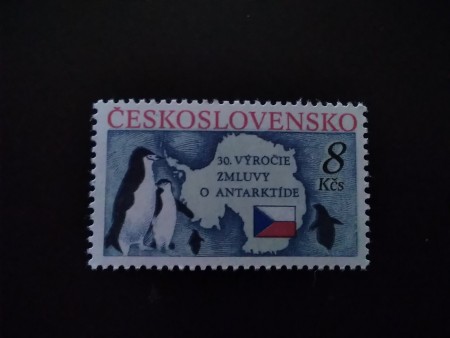 ČESKOSLOVENSKO
30. VÝROČIE
ZMLUVY
O ANTARKTÍDE
8
Kčs